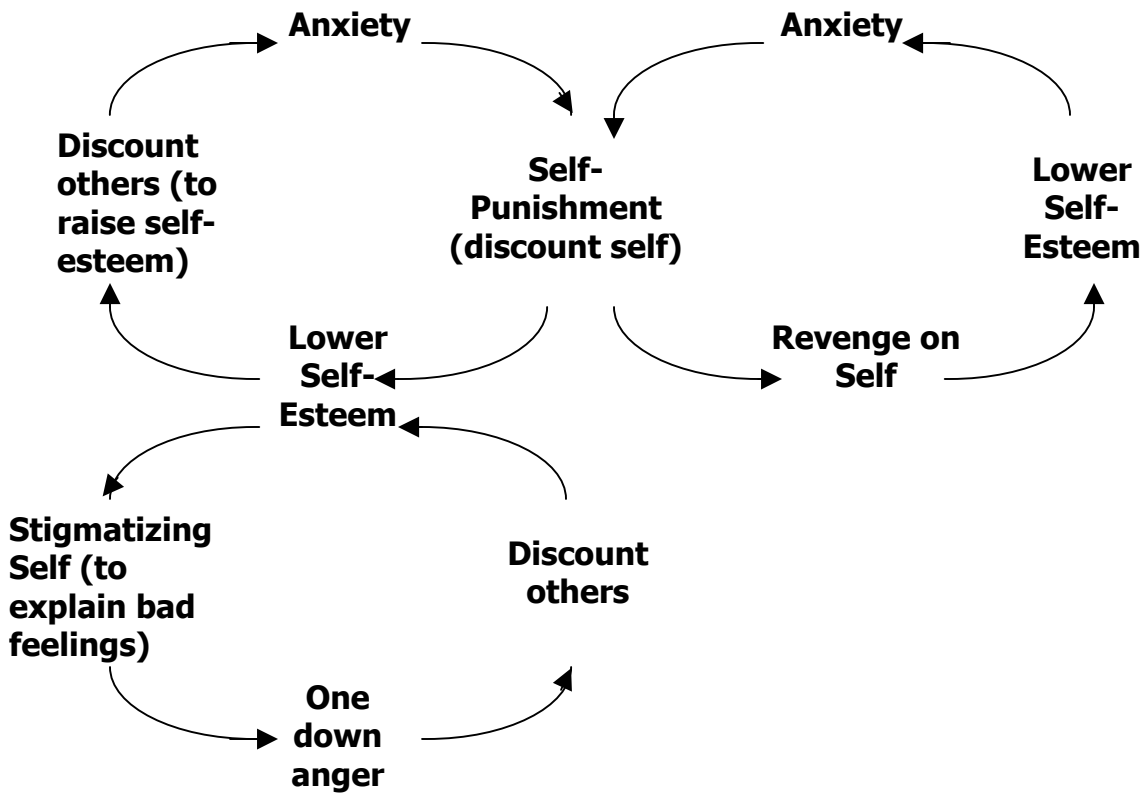 Anxiety
Anxiety
Discount
others (to
raise self-
esteem)
Self-
Punishment
(discount self)
Lower
Self-
Esteem
Lower
Self-
Esteem
Revenge on
Self
Stigmatizing
Self (to
explain bad
feelings)
Discount
others
One
down
anger